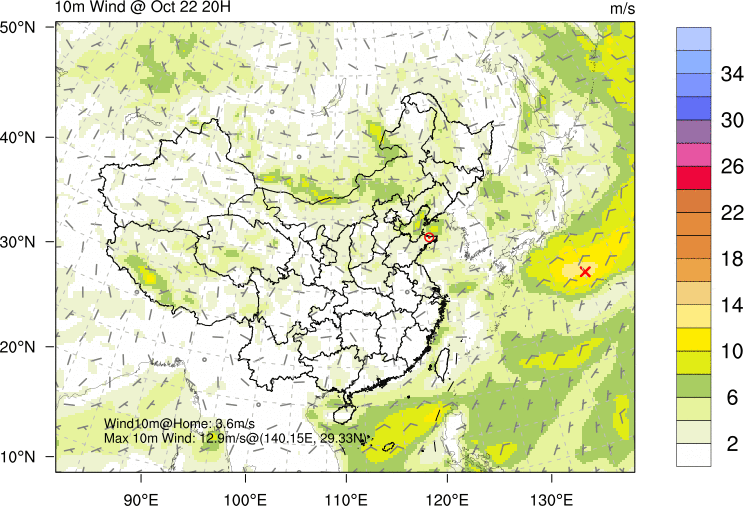 10m Wind @ Oct 22 20H
m/s
50°N
40°N
30°N
20°N
10°N
Wind10m@Home: 3.6m/s
Max 10m Wind: 12.9m/s@(140.15E, 29.33N)
90°E
100°E
110°E
120°E
130°E
34
30
26
22
18
14
10
6
2